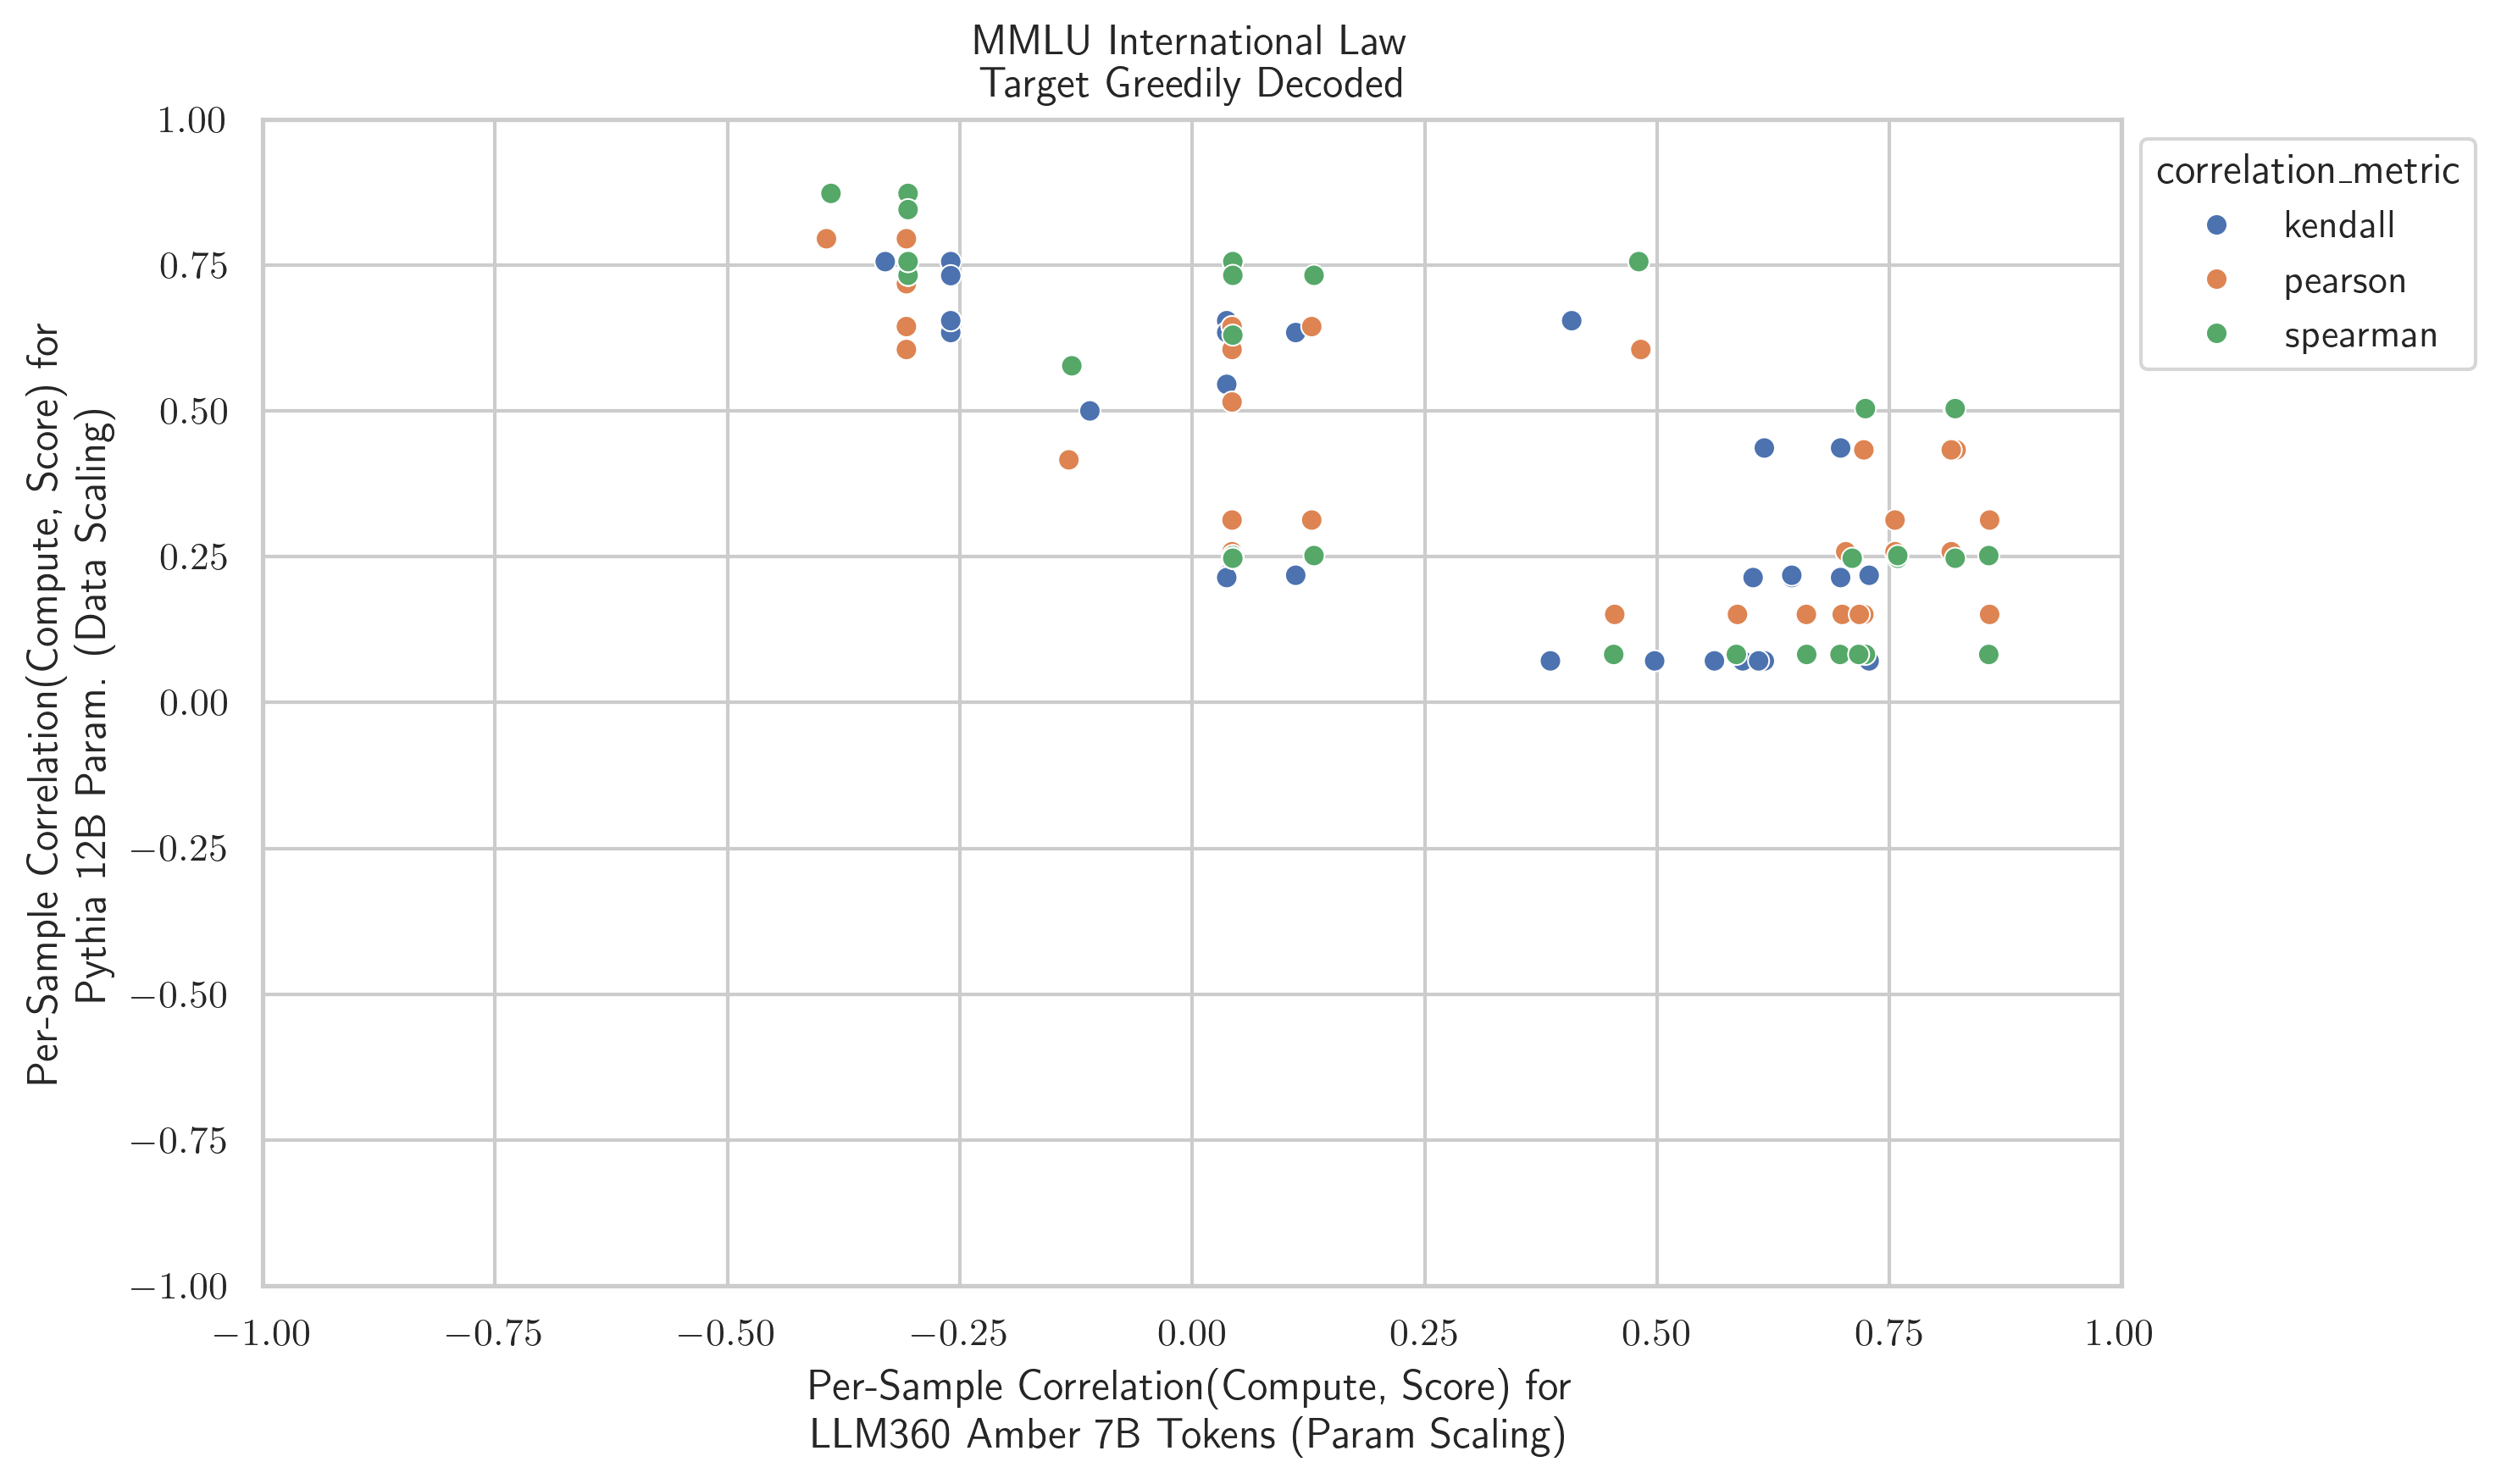 MMLU International Law
Target Greedily Decoded
Per-Sample Correlation(Compute, Score) for
Pythia 12B Param. (Data Scaling)
1.00
0.75
0.50
0.25
0.00
−0.25
−0.50
−0.75
−1.00
−1.00 −0.75 −0.50 −0.25 0.00 0.25 0.50 0.75 1.00
Per-Sample Correlation(Compute, Score) for
LLM360 Amber 7B Tokens (Param Scaling)
correlation_metric
kendall
pearson
spearman